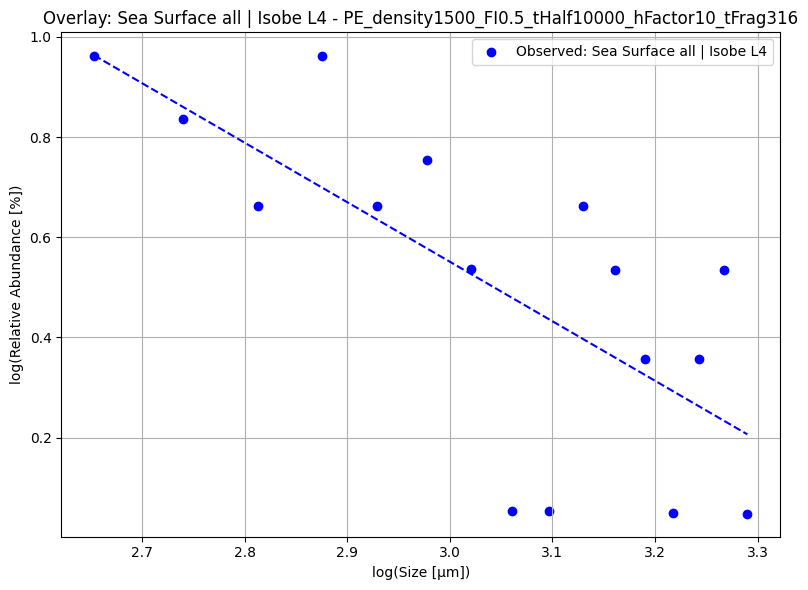 Overlay: Sea Surface all | Isobe L4 - PE_density1500_FI0.5_tHalf10000_hFactor10_tFrag316
Observed: Sea Surface all | Isobe L4
log(Relative Abundance [%])
1.0
0.8
0.6
0.4
0.2
2.7 2.8 2.9 3.0 3.1 3.2 3.3
log(Size [µm])